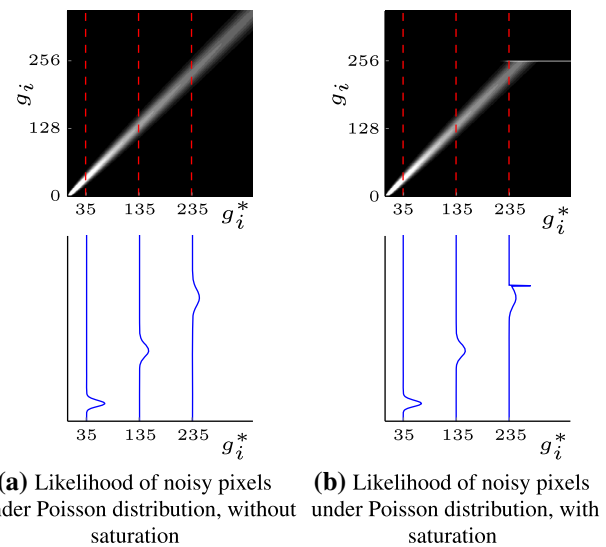 256
g_i
128
0
35 135 235
g_i^*
256
g_i
128
0
35 135 235
g_i^*
35 135 235 g_i^*
35 135 235 g_i^*
(a) Likelihood of noisy pixels
nder Poisson distribution, without
saturation
(b) Likelihood of noisy pixels
under Poisson distribution, with
saturation